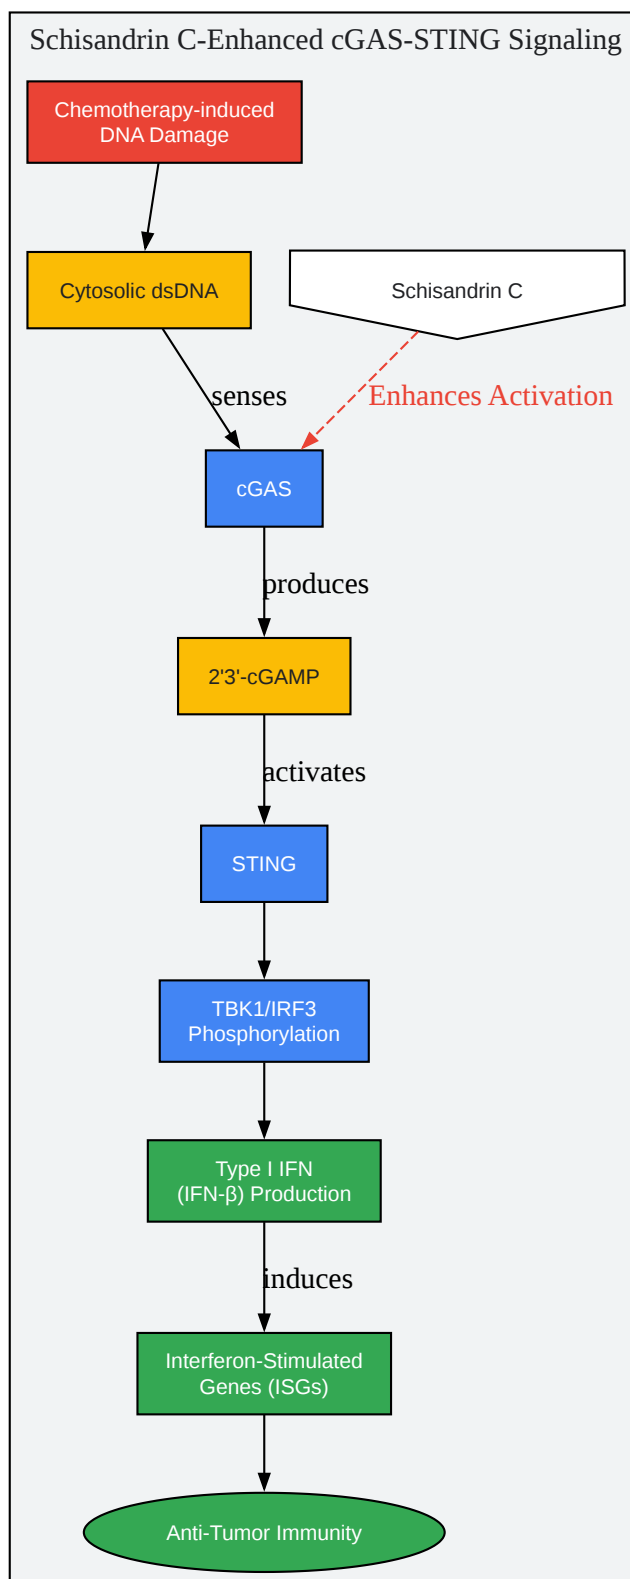 Schisandrin C-Enhanced cGAS-STING Signaling
Chemotherapy-induced
DNA Damage
Cytosolic dsDNA
Schisandrin C
senses
Enhances Activation
cGAS
produces
2'3'-cGAMP
activates
STING
TBK1/IRF3
Phosphorylation
Type I IFN
(IFN-β) Production
induces
Interferon-Stimulated
Genes (ISGs)
Anti-Tumor Immunity